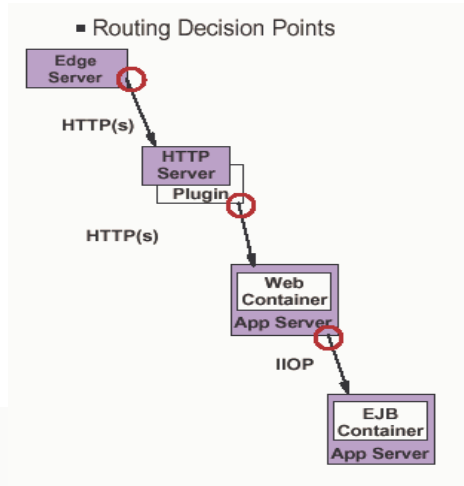 ▪ Routing Decision Points
Edge
Server
HTTP(s)
HTTP
Server
Plugin
HTTP(s)
Web
Container
App Server
IIOP
EJB
Container
App Server